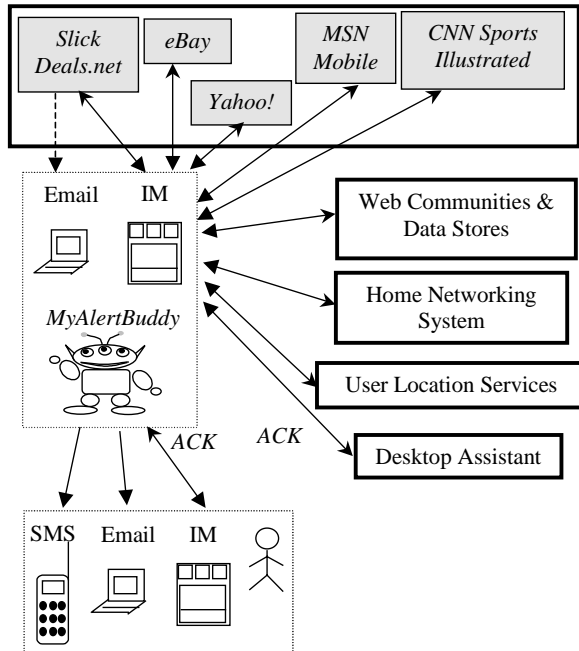 Slick
Deals.net
eBay
Yahoo!
MSN
Mobile
CNN Sports
Illustrated
Email
IM
MyAlertBuddy
Web Communities &
Data Stores
Home Networking
System
User Location Services
Desktop Assistant
ACK
ACK
SMS
Email
IM